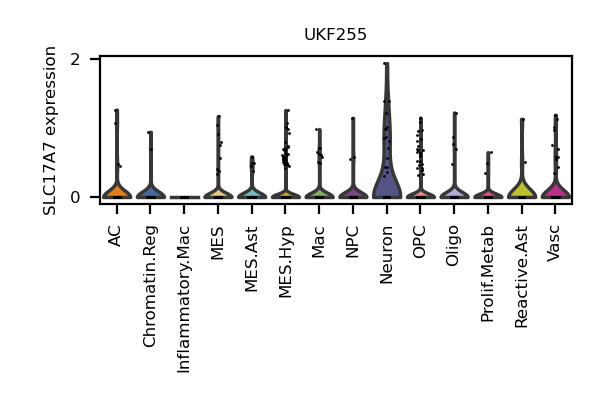 UKF255
SLC17A7 expression
2
0
AC
Chromatin.Reg
Inflammatory.Mac
MES
MES.Ast
MES.Hyp
Mac
NPC
Neuron
OPC
Oligo
Prolif.Metab
Reactive.Ast
Vasc